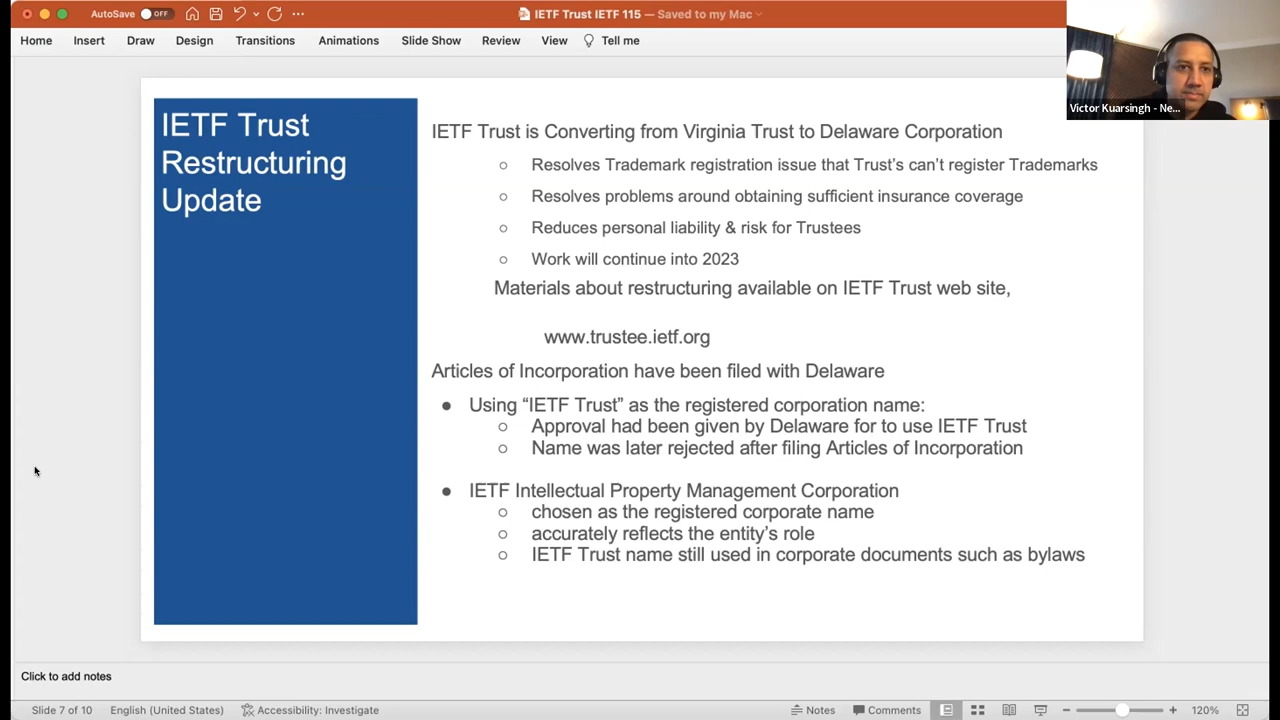 AutoSave OFF
IETF Trust IETF 115 — Saved to my Mac
Home Insert Draw Design Transitions Animations Slide Show Review View Tell me
Victor Kuarsingh - Ne...
IETF Trust
Restructuring
Update
IETF Trust is Converting from Virginia Trust to Delaware Corporation
○ Resolves Trademark registration issue that Trust's can't register Trademarks
○ Resolves problems around obtaining sufficient insurance coverage
○ Reduces personal liability & risk for Trustees
○ Work will continue into 2023
Materials about restructuring available on IETF Trust web site,
www.trustee.ietf.org
Articles of Incorporation have been filed with Delaware
● Using “IETF Trust” as the registered corporation name:
○ Approval had been given by Delaware for to use IETF Trust
○ Name was later rejected after filing Articles of Incorporation
● IETF Intellectual Property Management Corporation
○ chosen as the registered corporate name
○ accurately reflects the entity's role
○ IETF Trust name still used in corporate documents such as bylaws
Click to add notes
Slide 7 of 10 English (United States) Accessibility: Investigate Notes Comments 120%